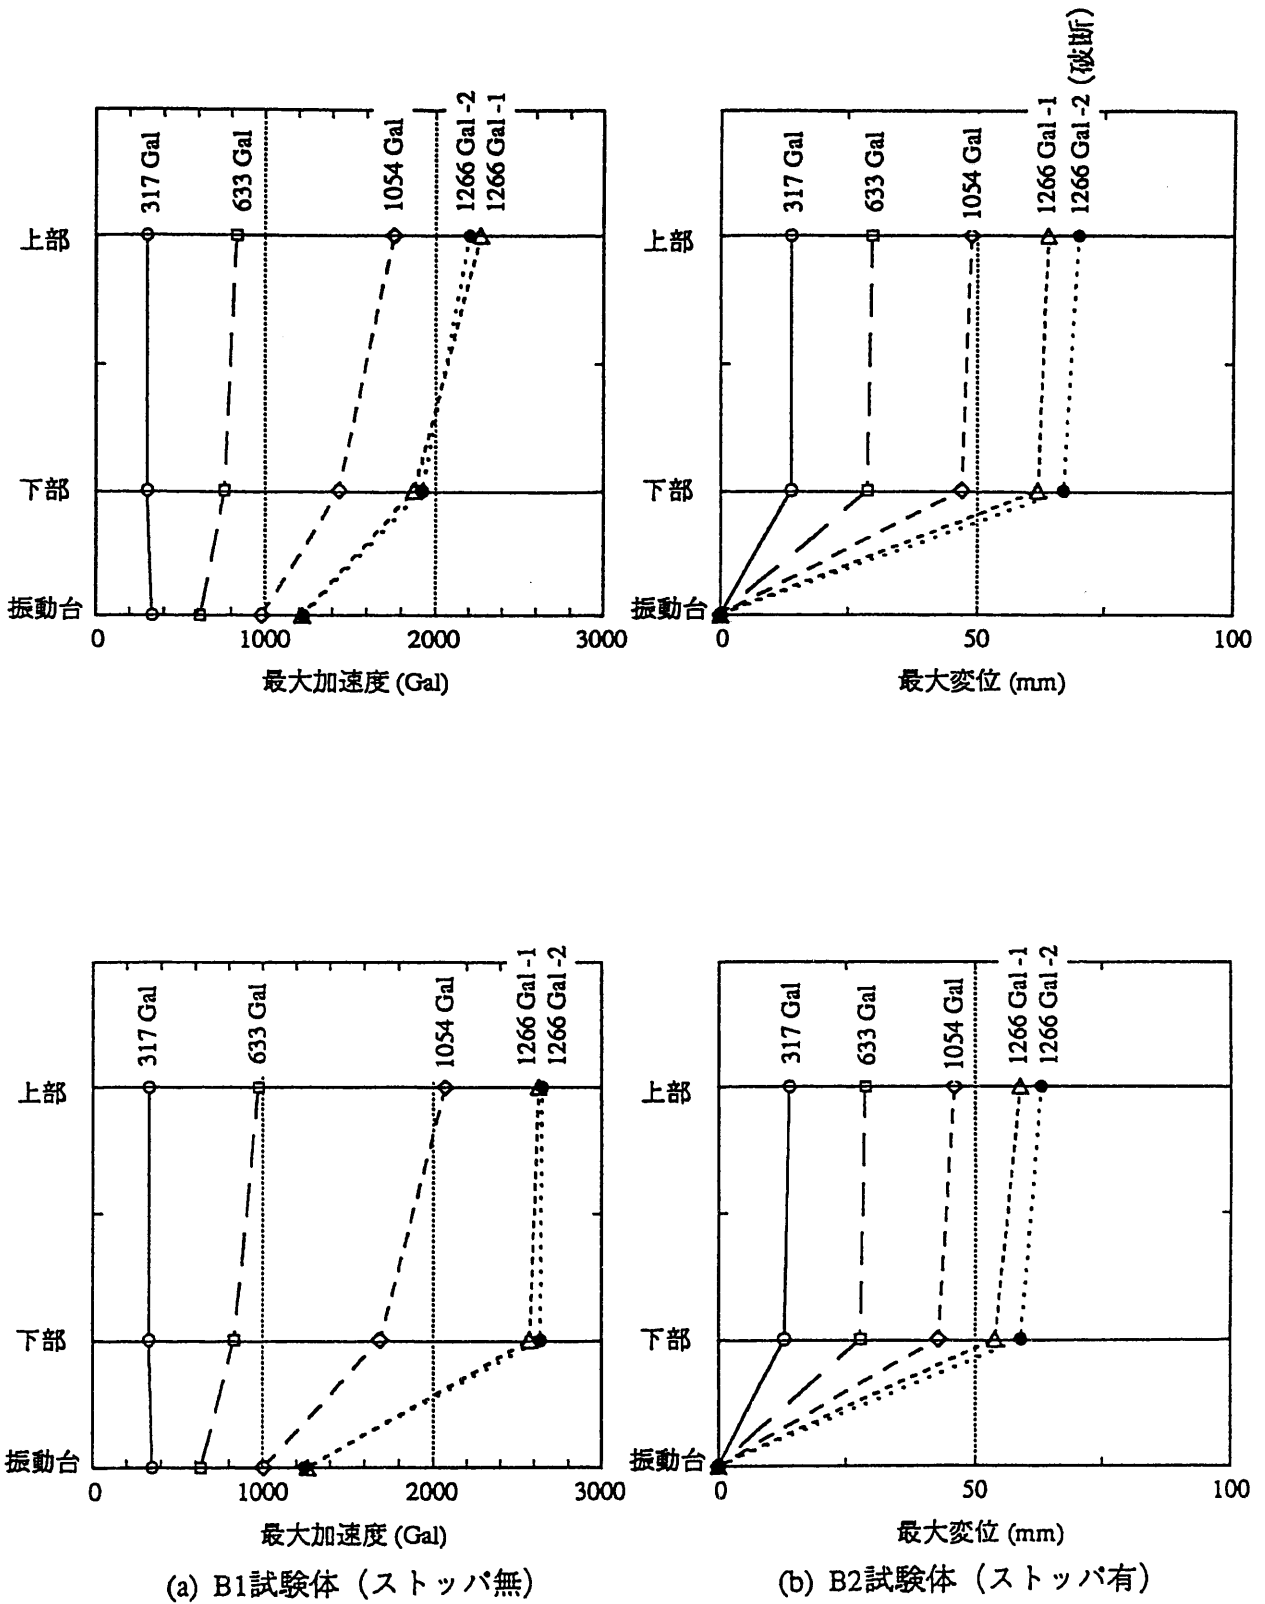 317 Gal
633 Gal
1054 Gal
1266 Gal -2
1266 Gal -1
上部
下部
振動台
0
1000
2000
3000
最大加速度 (Gal)
317 Gal
633 Gal
1054 Gal
1266 Gal -1
1266 Gal -2 (破断)
上部
下部
振動台
0
50
100
最大変位 (mm)
317 Gal
633 Gal
1054 Gal
1266 Gal -1
1266 Gal -2
上部
下部
振動台
0
1000
2000
3000
最大加速度 (Gal)
317 Gal
633 Gal
1054 Gal
1266 Gal -1
1266 Gal -2
上部
下部
振動台
0
50
100
最大変位 (mm)
(a) B1試験体（ストッパ無）
(b) B2試験体（ストッパ有）